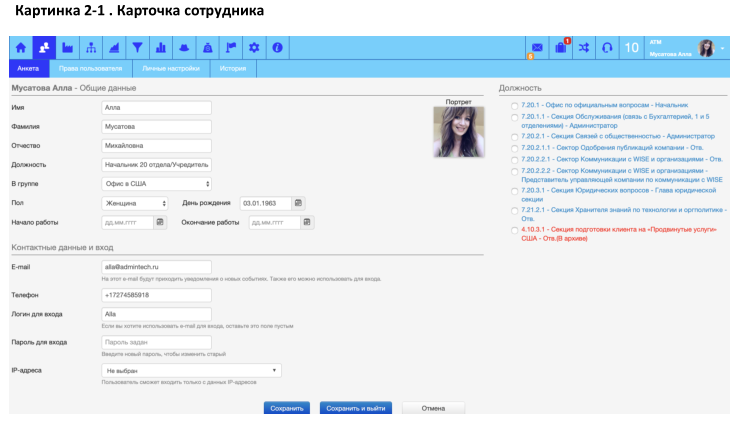 Картинка 2-1 . Карточка сотрудника
6
1
10
ATM
Мусатова Алла
Анкета Права пользователя Личные настройки История
Мусатова Алла - Общие данные
Имя Алла
Фамилия Мусатова
Отчество Михайловна
Должность Начальник 20 отдела/Учредитель
В группе Офис в США
Пол Женщина День рождения 03.01.1963
Начало работы дд.мм.гггг Окончание работы дд.мм.гггг
Портрет
Контактные данные и вход
E-mail alla@admintech.ru
На этот e-mail будут приходить уведомления о новых событиях. Также его можно использовать для входа.
Телефон +17274585918
Логин для входа Alla
Если вы хотите использовать e-mail для входа, оставьте это поле пустым
Пароль для входа Пароль задан
Введите новый пароль, чтобы изменить старый
IP-адреса Не выбран
Пользователь сможет входить только с данных IP-адресов
Сохранить Сохранить и выйти Отмена
Должность
7.20.1 - Офис по официальным вопросам - Начальник
7.20.1.1 - Секция Обслуживания (связь с Бухгалтерией, 1 и 5
отделениями) - Администратор
7.20.2.1 - Секция Связей с общественностью - Администратор
7.20.2.1.1 - Сектор Одобрения публикаций компании - Отв.
7.20.2.2.1 - Сектор Коммуникации с WISE и организациями - Отв.
7.20.2.2.2 - Сектор Коммуникации с WISE и организациями -
Представитель управляющей компании по коммуникации с WISE
7.20.3.1 - Секция Юридических вопросов - Глава юридической
секции
7.21.2.1 - Секция Хранителя знаний по технологии и оргполитике -
Отв.
4.10.3.1 - Секция подготовки клиента на «Продвинутые услуги»
США - Отв.(В архиве)